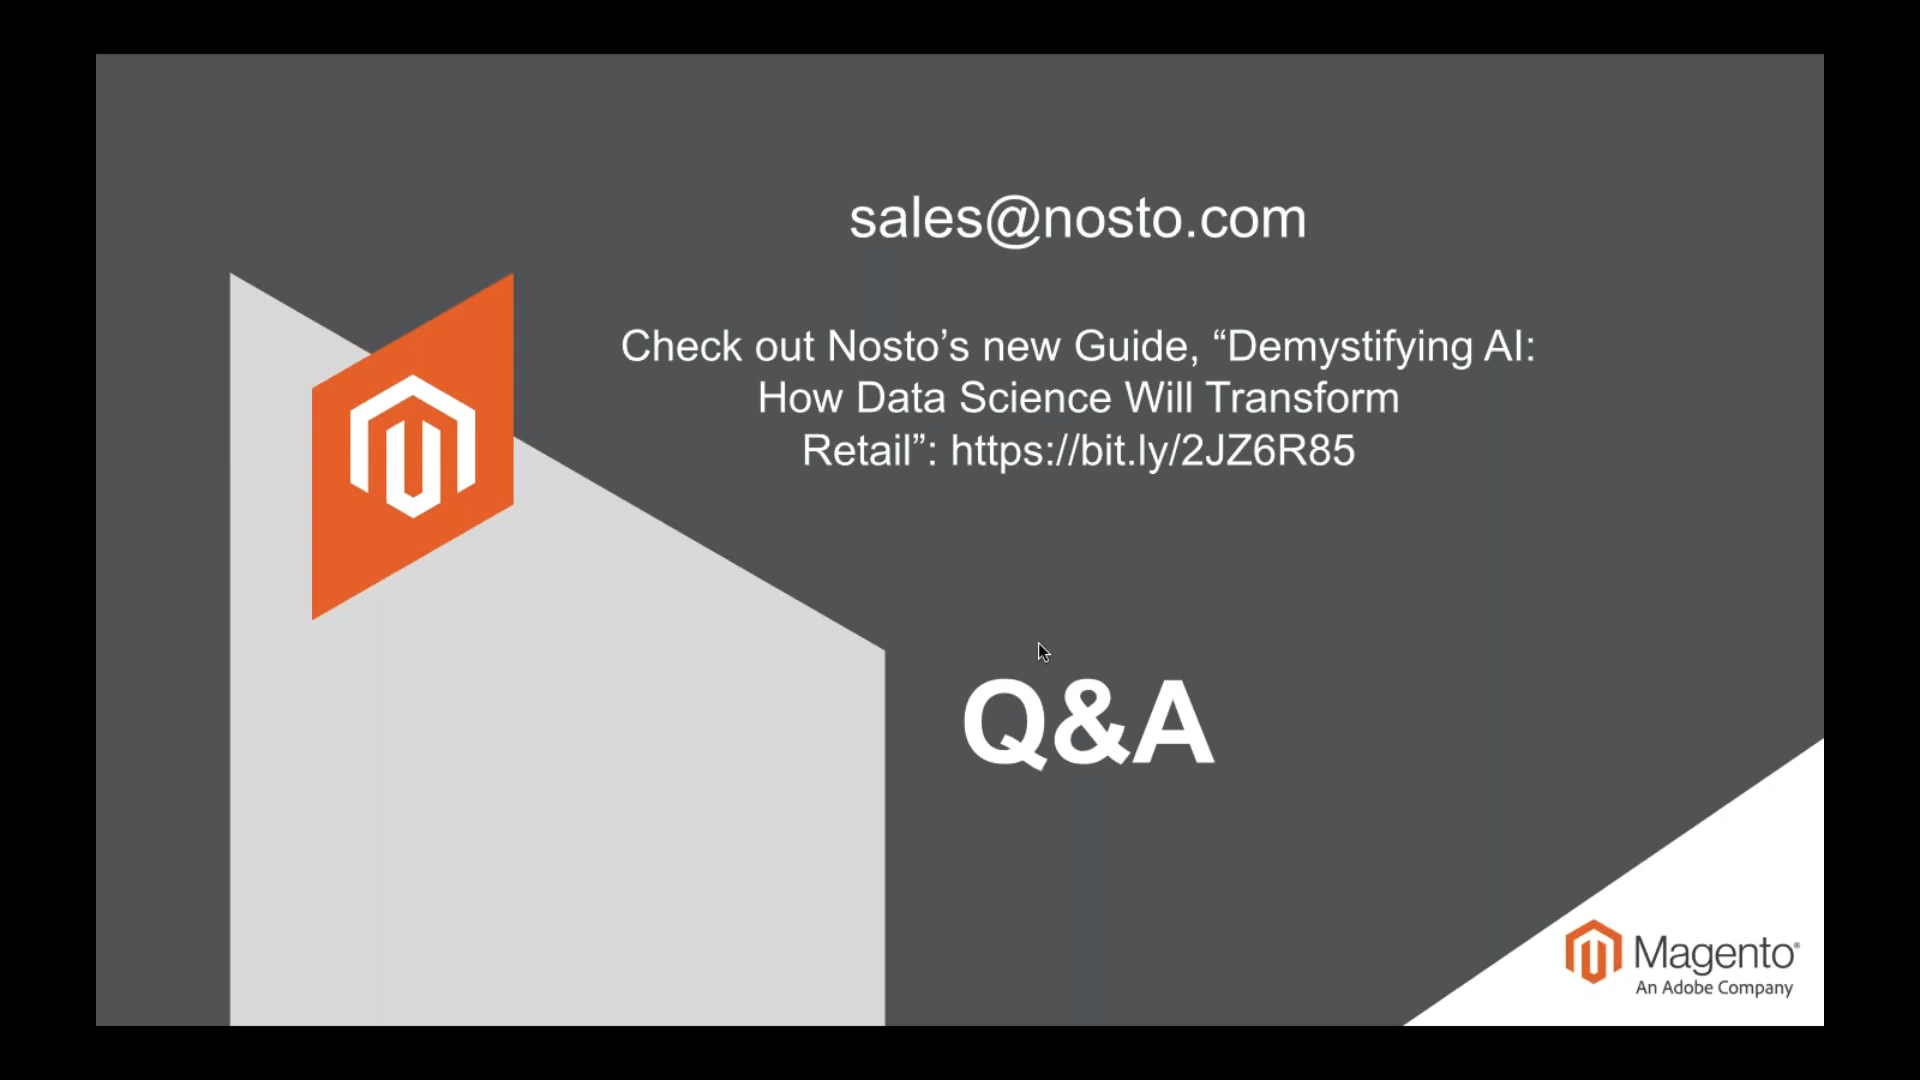 sales@nosto.com
Check out Nosto’s new Guide, “Demystifying AI:
How Data Science Will Transform
Retail”: https://bit.ly/2JZ6R85
Q&A
Magento®
An Adobe Company